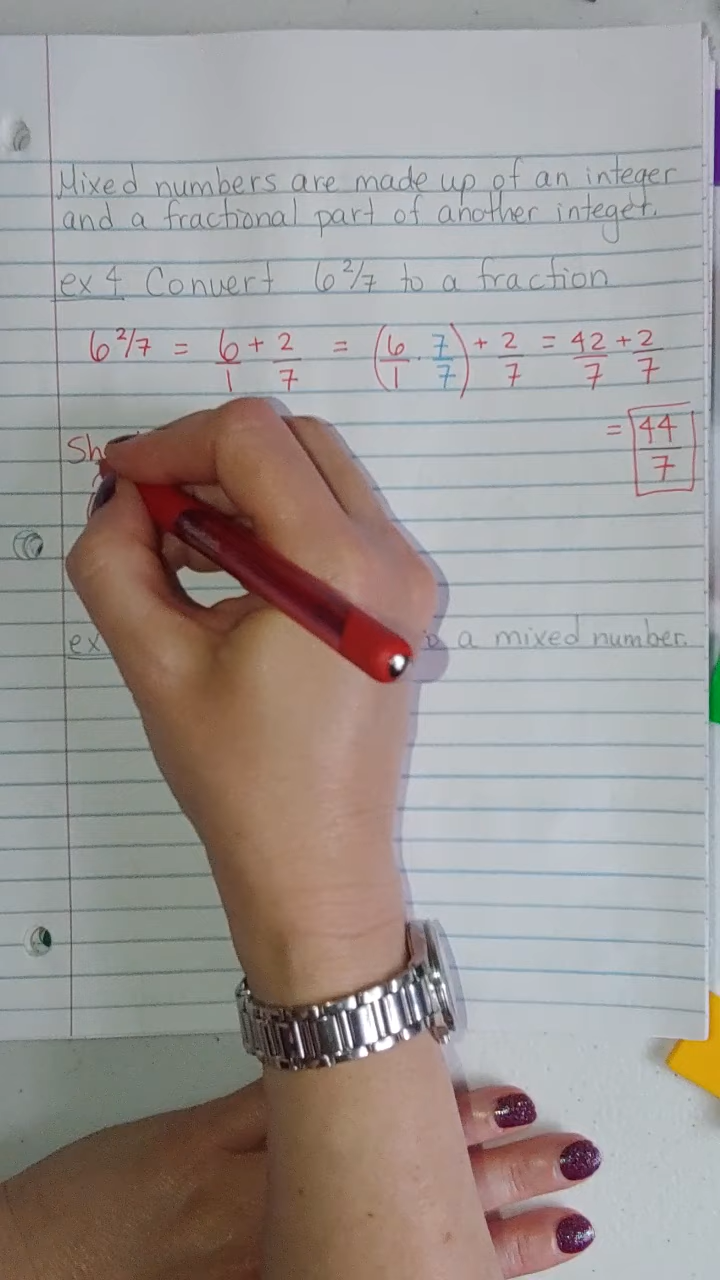 Mixed numbers are made up of an integer
and a fractional part of another integer.
ex 4 Convert 6 2/7 to a fraction
6 2/7 = 6/1 + 2/7 = (6/1 · 7/7) + 2/7 = 42/7 + 2/7
= 44/7
ex a mixed number.